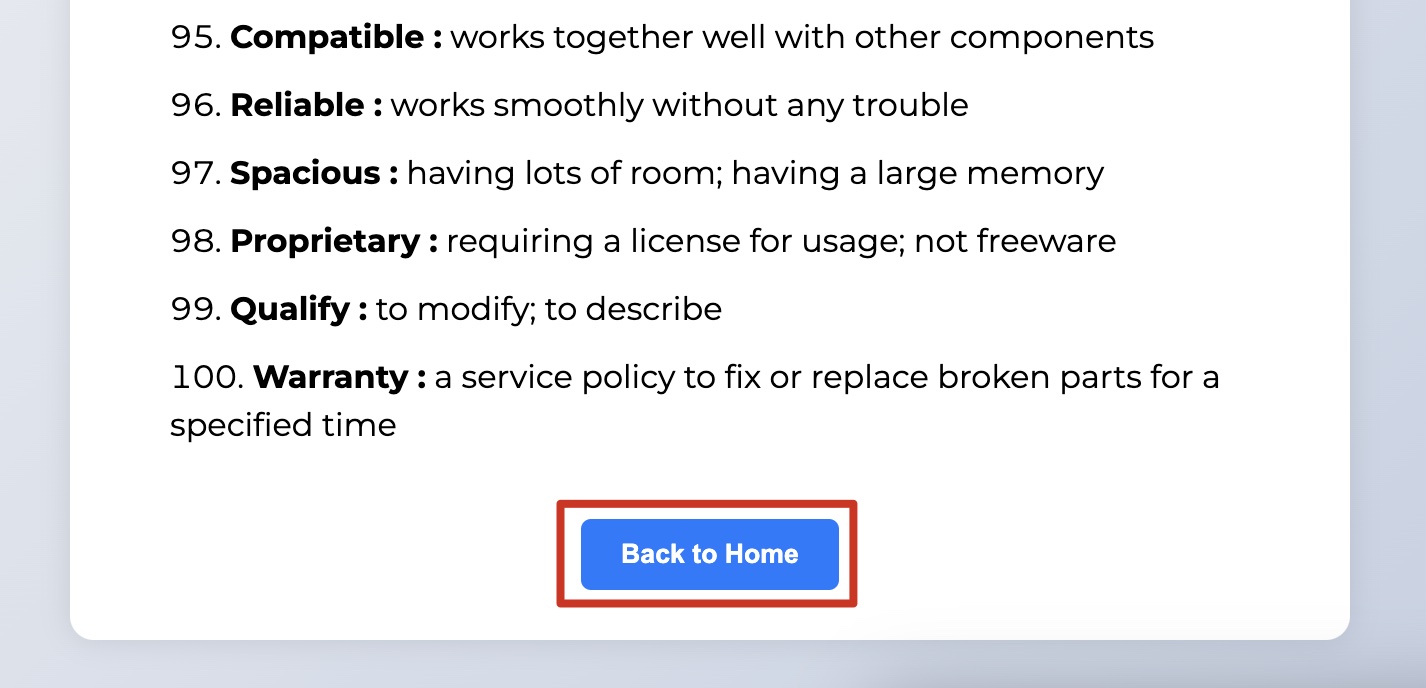 95. Compatible : works together well with other components
96. Reliable : works smoothly without any trouble
97. Spacious : having lots of room; having a large memory
98. Proprietary : requiring a license for usage; not freeware
99. Qualify : to modify; to describe
100. Warranty : a service policy to fix or replace broken parts for a
specified time
Back to Home